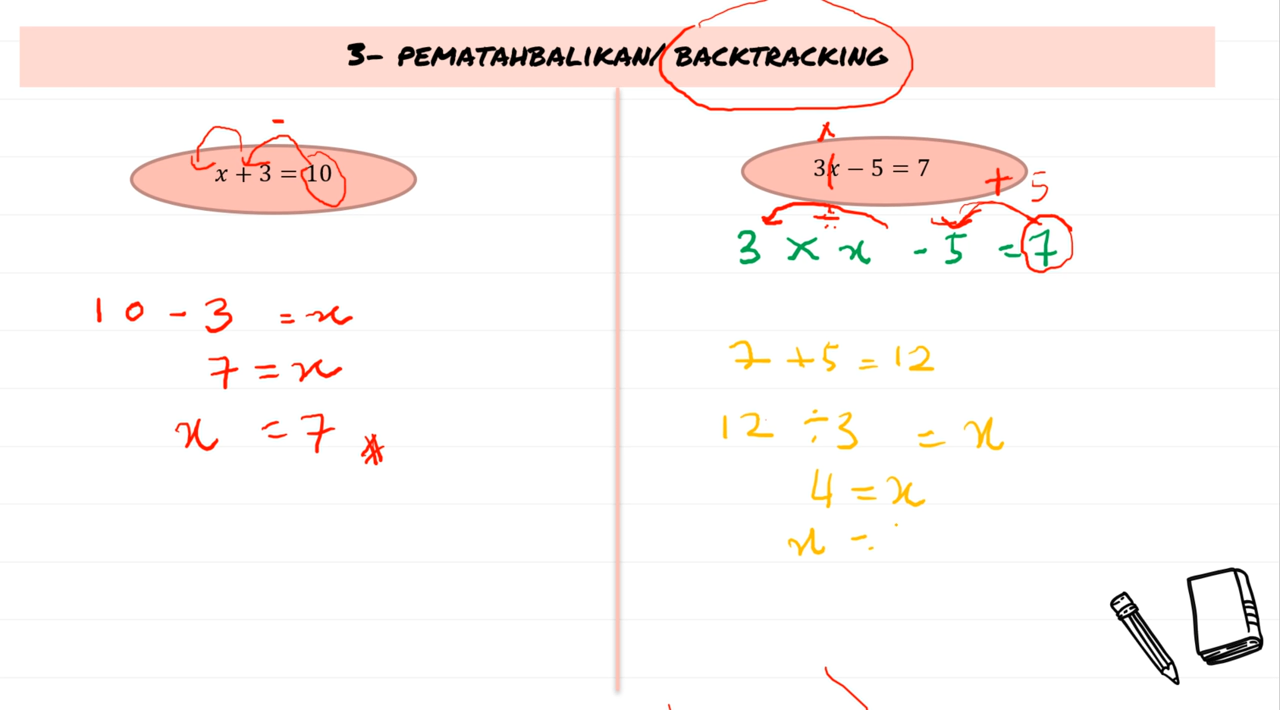 3- PEMATAHBALIKAN/ BACKTRACKING
-
x + 3 = 10
10 - 3 = x
7 = x
x = 7
3x − 5 = 7
+ 5
÷
3 × x - 5 = 7
7 + 5 = 12
12 ÷ 3 = x
4 = x
x =